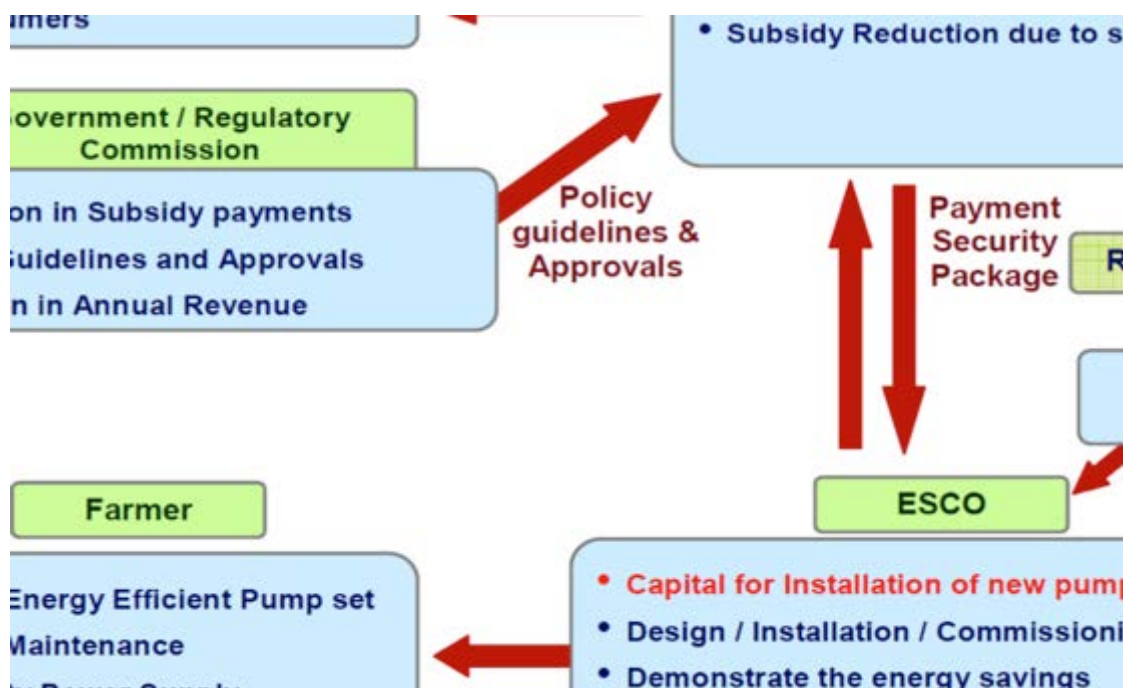 Subsidy Reduction due to
Government / Regulatory
Commission
on in Subsidy payments
Guidelines and Approvals
n in Annual Revenue
Policy
guidelines &
Approvals
Payment
Security
Package
R
Farmer
ESCO
Energy Efficient Pump set
Maintenance
Power Supply
• Capital for Installation of new pump
• Design / Installation / Commissioni
• Demonstrate the energy savings